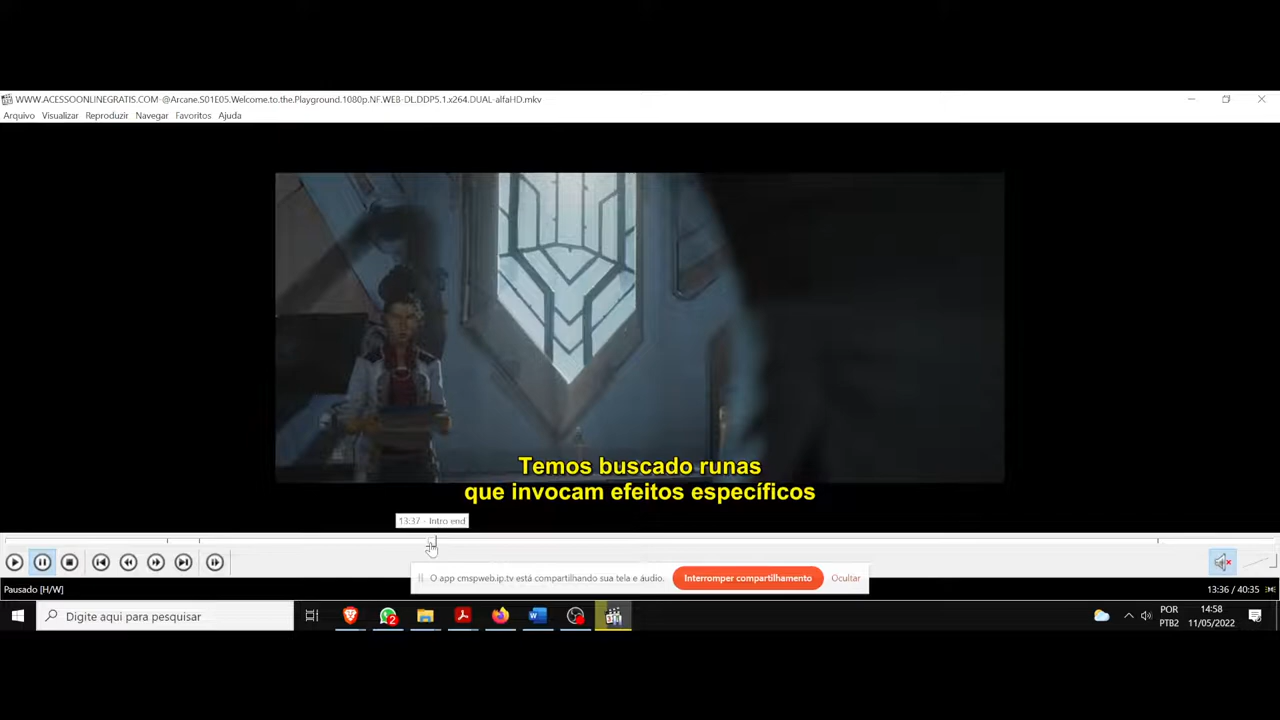 WWW.ACESSOONLINEGRATIS.COM -@Arcane.S01E05.Welcome.to.the.Playground.1080p.NF.WEB-DL.DDP5.1.x264.DUAL-alfaHD.mkv
Arquivo Visualizar Reproduzir Navegar Favoritos Ajuda
Temos buscado runas
que invocam efeitos específicos
13:37 - Intro end
O app cmspweb.ip.tv está compartilhando sua tela e áudio. Interromper compartilhamento Ocultar
Pausado [H/W] 13:36 / 40:35
Digite aqui para pesquisar 2 POR 14:58
PTB2 11/05/2022